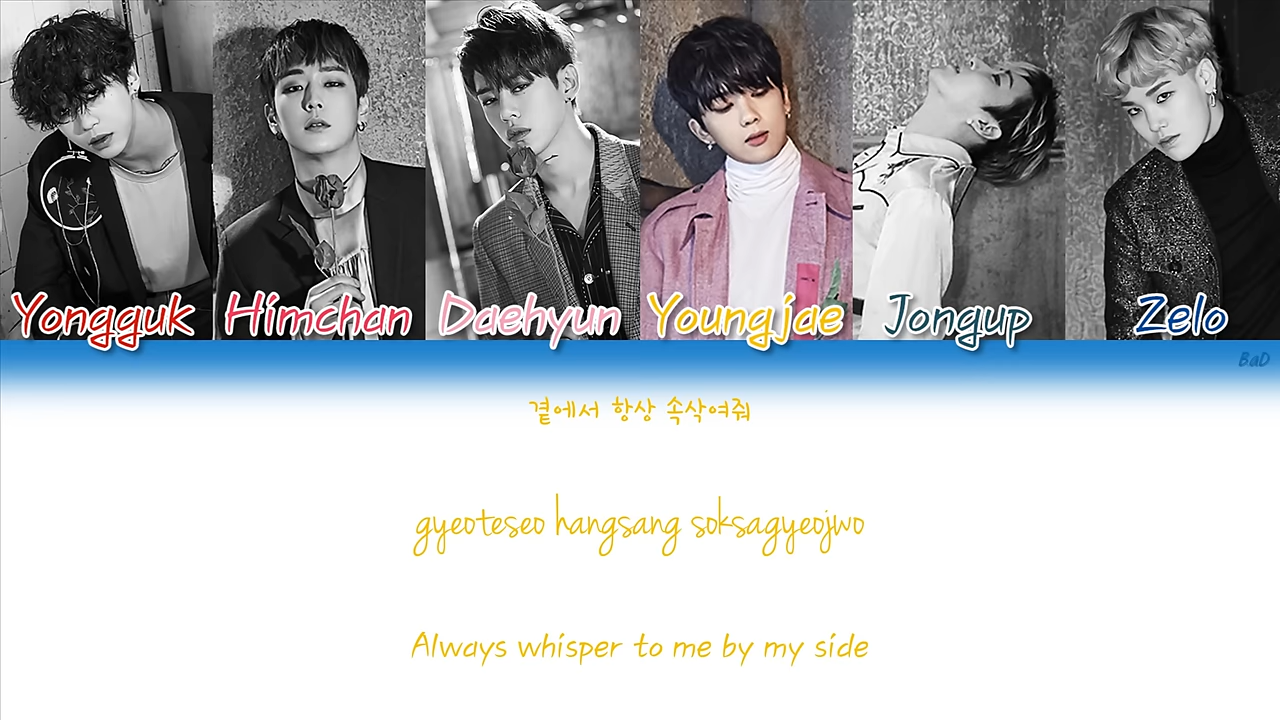 Yongguk Himchan Daehyun Youngjae Jongup Zelo
BaD
곁에서 항상 속삭여줘
gyeoteseo hangsang soksagyeojwo
Always whisper to me by my side